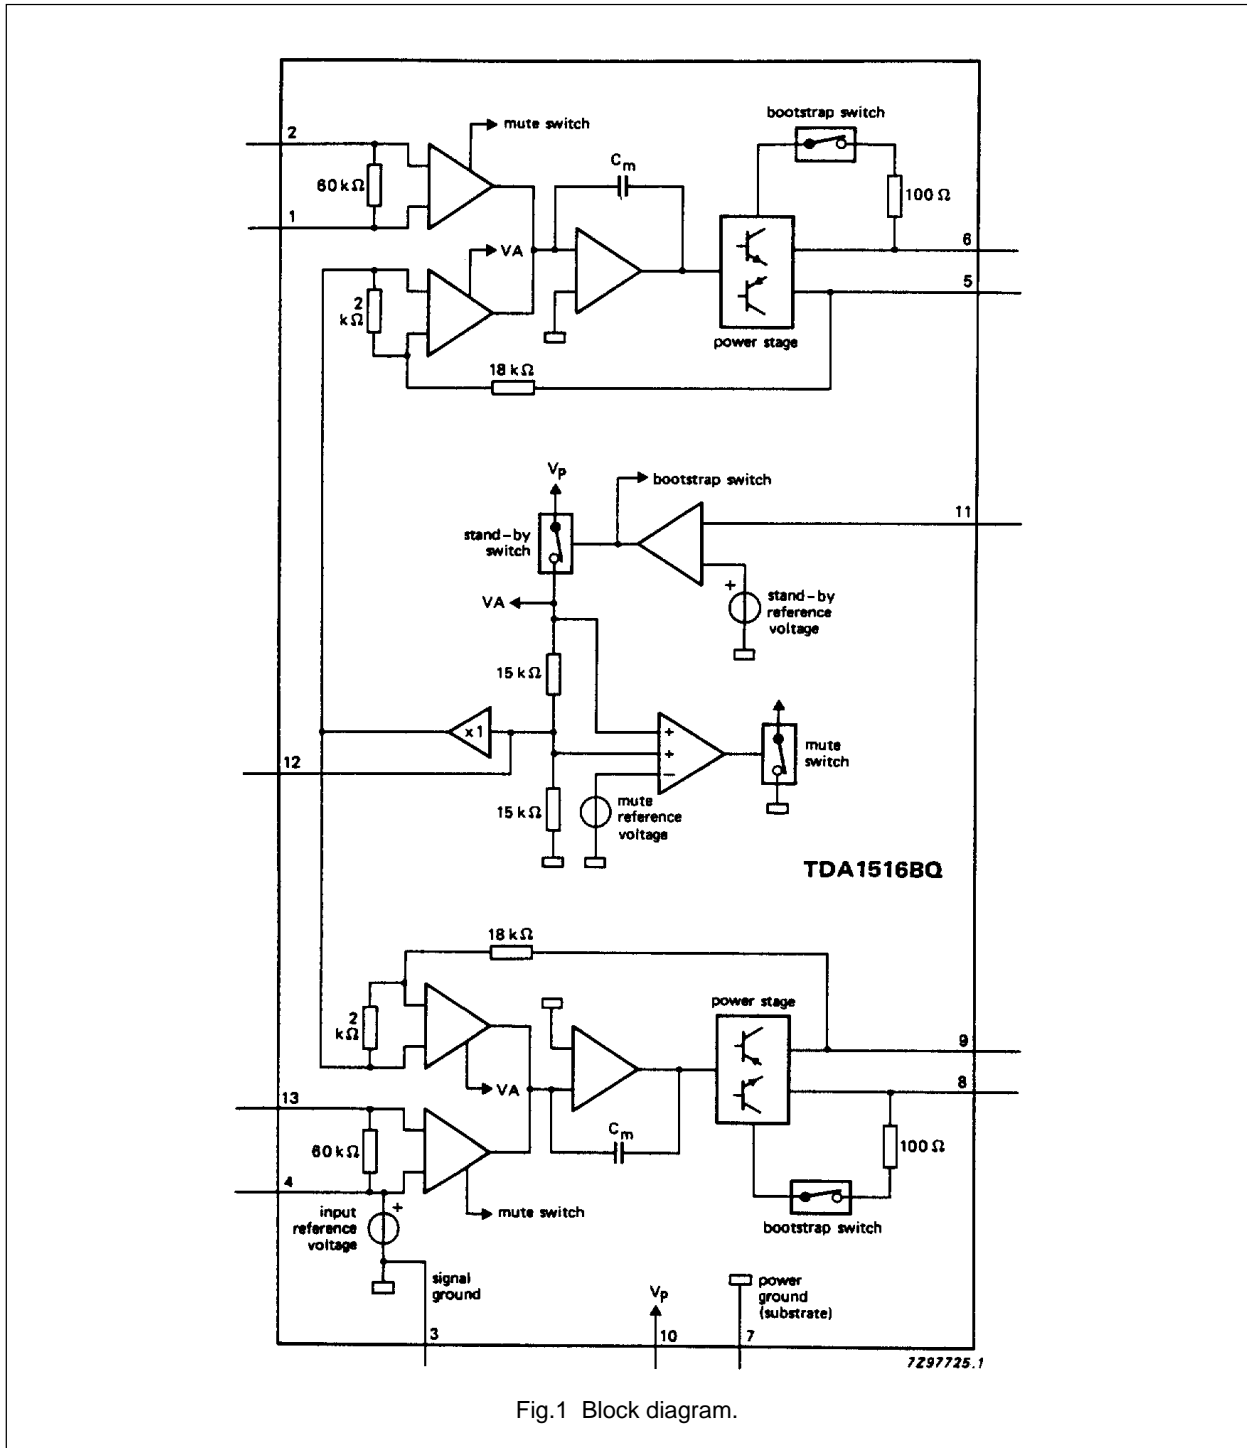 bootstrap switch
2
mute switch
Cm
60 kΩ
100 Ω
1
6
VA
5
2
kΩ
power stage
18 kΩ
Vp
bootstrap switch
11
stand-by
switch
+
VA
stand-by
reference
voltage
15 kΩ
x1
+
+
−
mute
switch
12
15 kΩ
mute
reference
voltage
TDA1516BQ
18 kΩ
power stage
2
kΩ
9
VA
8
13
Cm
60 kΩ
100 Ω
4
+
input
reference
voltage
mute switch
bootstrap switch
signal
ground
Vp
power
ground
(substrate)
3
10
7
7Z97725.1
Fig.1 Block diagram.